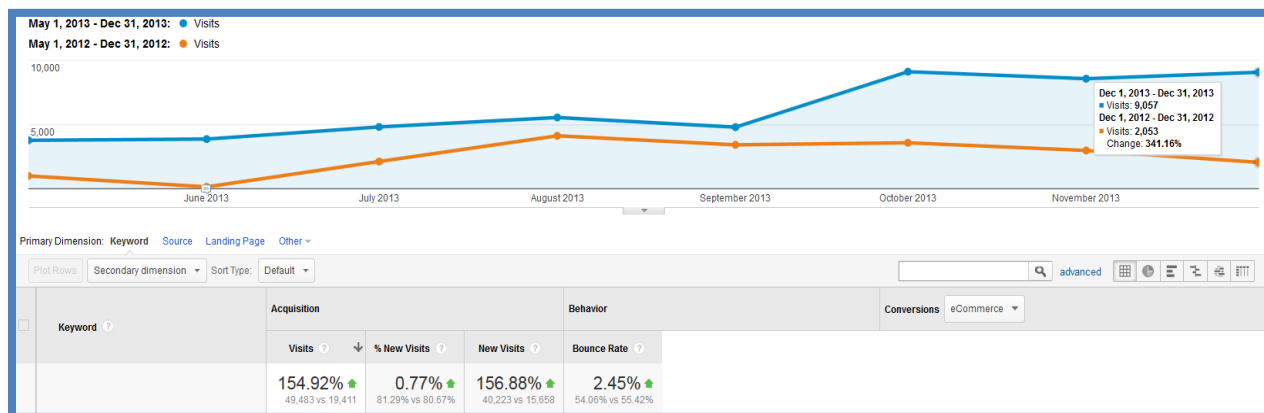 May 1, 2013 - Dec 31, 2013: Visits
May 1, 2012 - Dec 31, 2012: Visits
10,000
5,000
Dec 1, 2013 - Dec 31, 2013
Visits: 9,057
Dec 1, 2012 - Dec 31, 2012
Visits: 2,053
Change: 341.16%
June 2013 July 2013 August 2013 September 2013 October 2013 November 2013
Primary Dimension: Keyword Source Landing Page Other
Plot Rows Secondary dimension Sort Type: Default advanced
Keyword ? Acquisition Behavior Conversions eCommerce
Visits ? % New Visits ? New Visits ? Bounce Rate ?
154.92% 0.77% 156.88% 2.45%
49,483 vs 19,411 81.29% vs 80.67% 40,223 vs 15,658 54.06% vs 55.42%